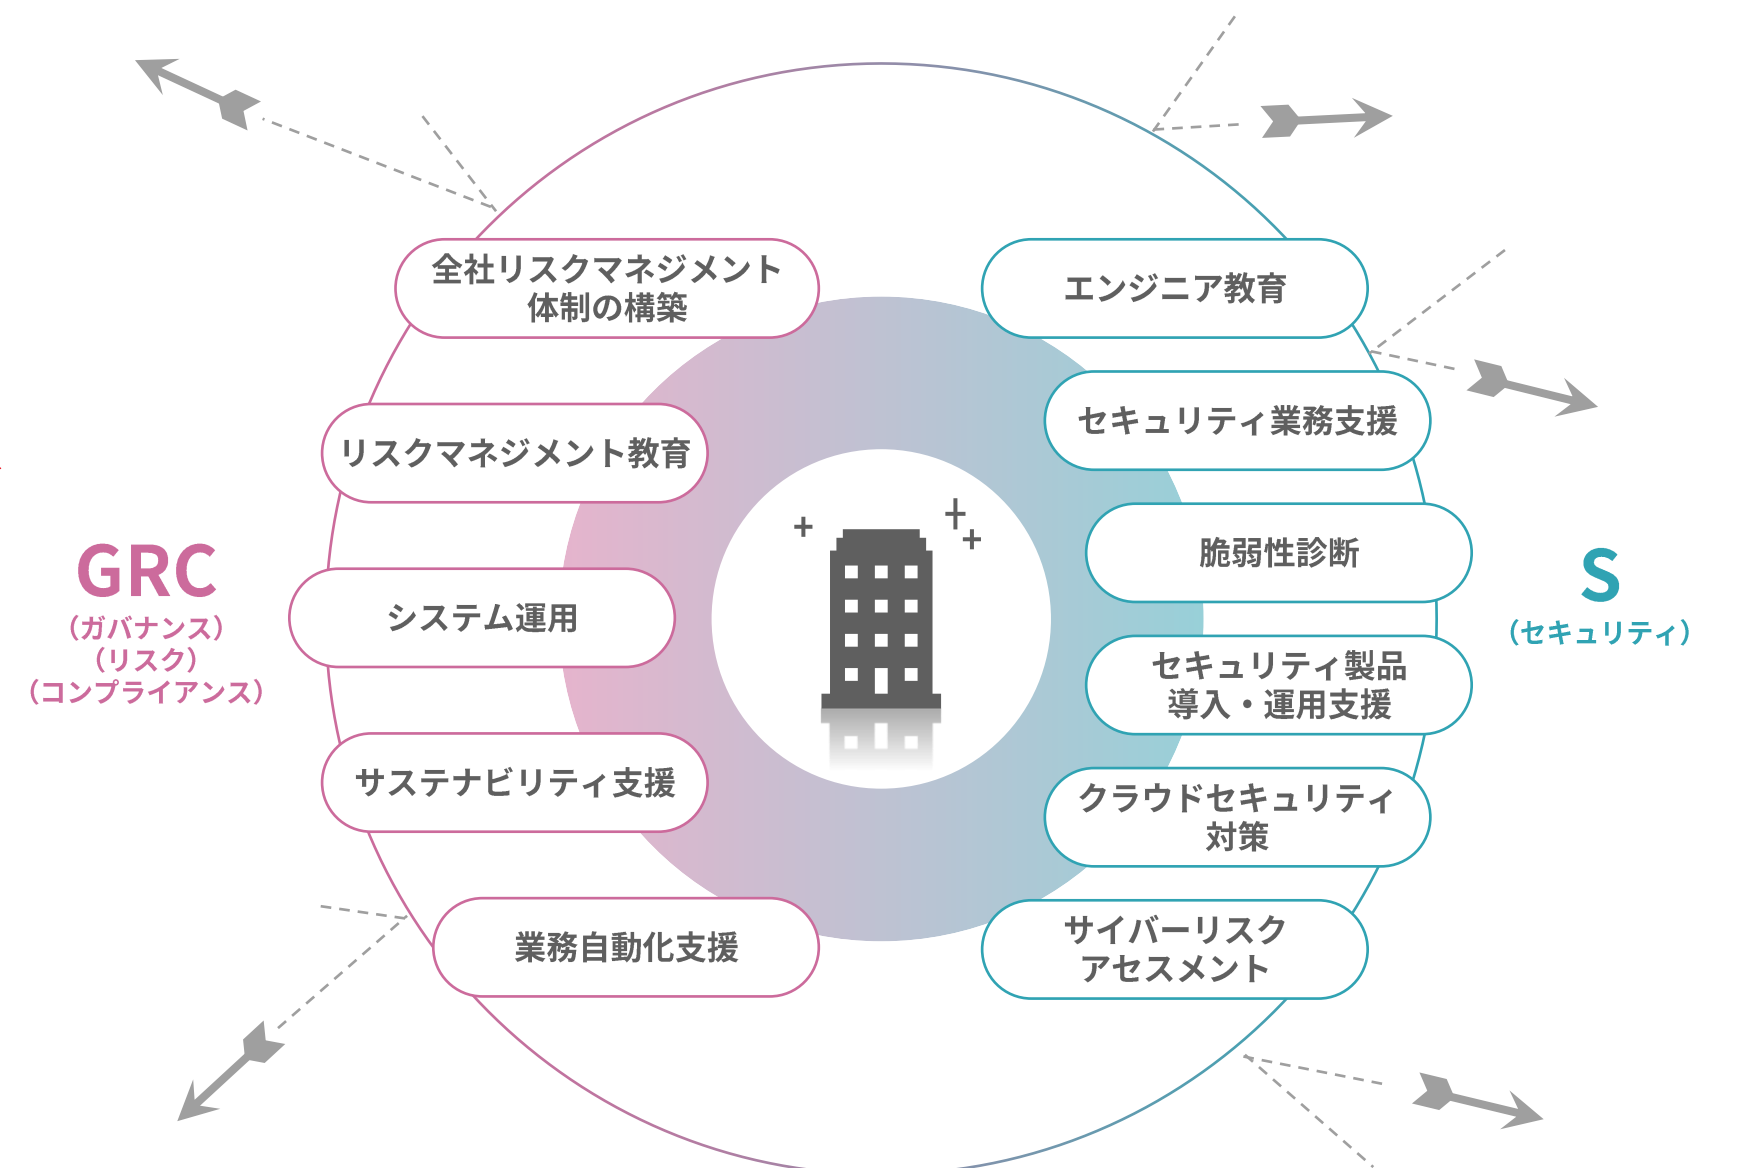 GRC
（ガバナンス）
（リスク）
（コンプライアンス）
全社リスクマネジメント
体制の構築
リスクマネジメント教育
システム運用
サステナビリティ支援
業務自動化支援
エンジニア教育
セキュリティ業務支援
脆弱性診断
セキュリティ製品
導入・運用支援
クラウドセキュリティ
対策
サイバーリスク
アセスメント
S
（セキュリティ）